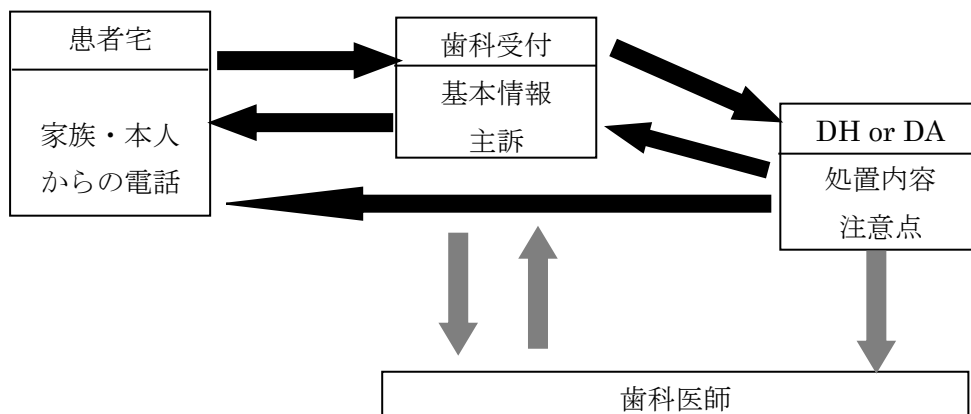 患者宅
家族・本人
からの電話
歯科受付
基本情報
主訴
DH or DA
処置内容
注意点
歯科医師